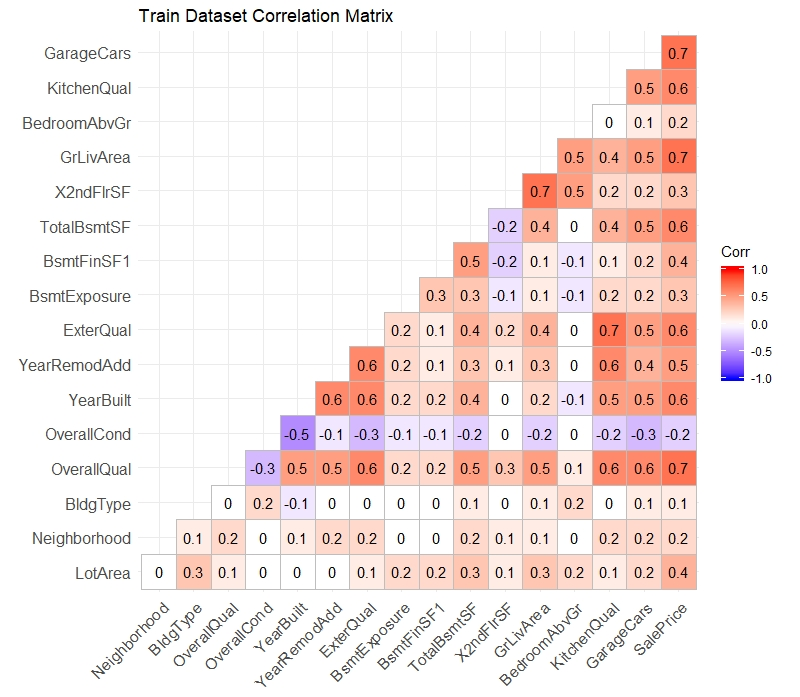 Train Dataset Correlation Matrix
GarageCars 0.7
KitchenQual 0.5 0.6
BedroomAbvGr 0 0.1 0.2
GrLivArea 0.5 0.4 0.5 0.7
X2ndFlrSF 0.7 0.5 0.2 0.2 0.3
TotalBsmtSF -0.2 0.4 0 0.4 0.5 0.6
BsmtFinSF1 0.5 -0.2 0.1 -0.1 0.1 0.2 0.4
BsmtExposure 0.3 0.3 -0.1 0.1 -0.1 0.2 0.2 0.3
ExterQual 0.2 0.1 0.4 0.2 0.4 0 0.7 0.5 0.6
YearRemodAdd 0.6 0.2 0.1 0.3 0.1 0.3 0 0.6 0.4 0.5
YearBuilt 0.6 0.6 0.2 0.2 0.4 0 0.2 -0.1 0.5 0.5 0.6
OverallCond -0.5 -0.1 -0.3 -0.1 -0.1 -0.2 0 -0.2 0 -0.2 -0.3 -0.2
OverallQual -0.3 0.5 0.5 0.6 0.2 0.2 0.5 0.3 0.5 0.1 0.6 0.6 0.7
BldgType 0 0.2 -0.1 0 0 0 0 0.1 0 0.1 0.2 0 0.1 0.1
Neighborhood 0.1 0.2 0 0.1 0.2 0.2 0 0 0.2 0.1 0.1 0 0.2 0.2 0.2
LotArea 0 0.3 0.1 0 0 0 0.1 0.2 0.2 0.3 0.1 0.3 0.2 0.1 0.2 0.4
Neighborhood
BldgType
OverallQual
OverallCond
YearBuilt
YearRemodAdd
ExterQual
BsmtExposure
BsmtFinSF1
TotalBsmtSF
X2ndFlrSF
GrLivArea
BedroomAbvGr
KitchenQual
GarageCars
SalePrice
Corr
1.0
0.5
0.0
-0.5
-1.0